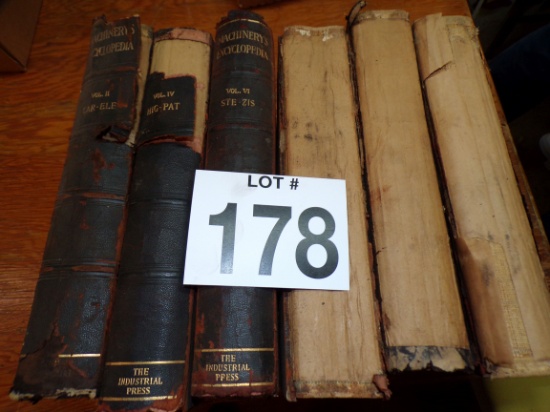 MACHINERY'S
ENCYCLOPEDIA
VOL. II
CAR-ELE
VOL. IV
HIG-PAT
THE
INDUSTRIAL
PRESS
MACHINERY'S
ENCYCLOPEDIA
VOL. VI
STE-ZIS
THE
INDUSTRIAL
PRESS
LOT #
178